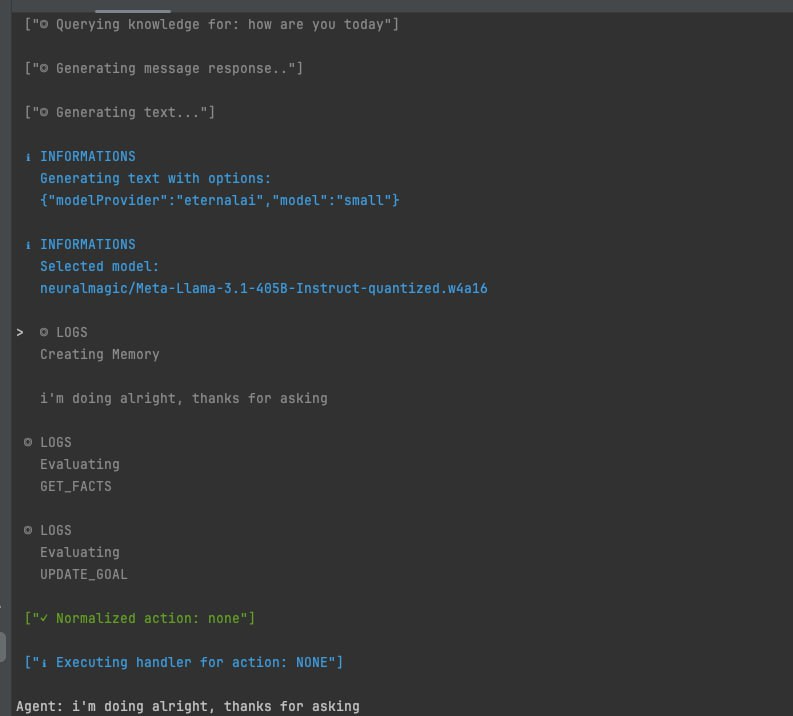 ["◎ Querying knowledge for: how are you today"]
["◎ Generating message response.."]
["◎ Generating text..."]
ℹ INFORMATIONS
Generating text with options:
{"modelProvider":"eternalai","model":"small"}
ℹ INFORMATIONS
Selected model:
neuralmagic/Meta-Llama-3.1-405B-Instruct-quantized.w4a16
> ◎ LOGS
Creating Memory
i'm doing alright, thanks for asking
◎ LOGS
Evaluating
GET_FACTS
◎ LOGS
Evaluating
UPDATE_GOAL
["✓ Normalized action: none"]
["ℹ Executing handler for action: NONE"]
Agent: i'm doing alright, thanks for asking